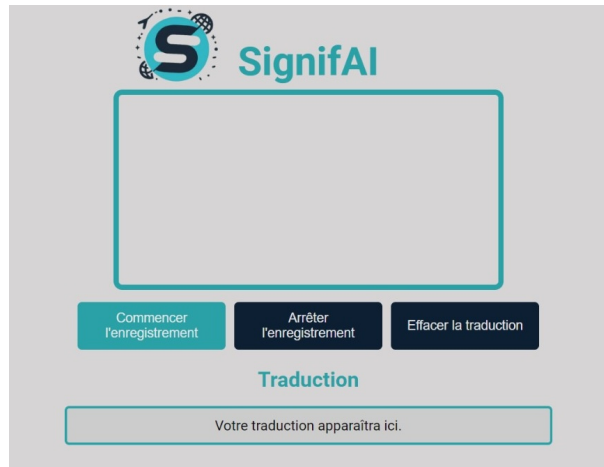 SignifAI
Commencer
l'enregistrement
Arrêter
l'enregistrement
Effacer la traduction
Traduction
Votre traduction apparaîtra ici.